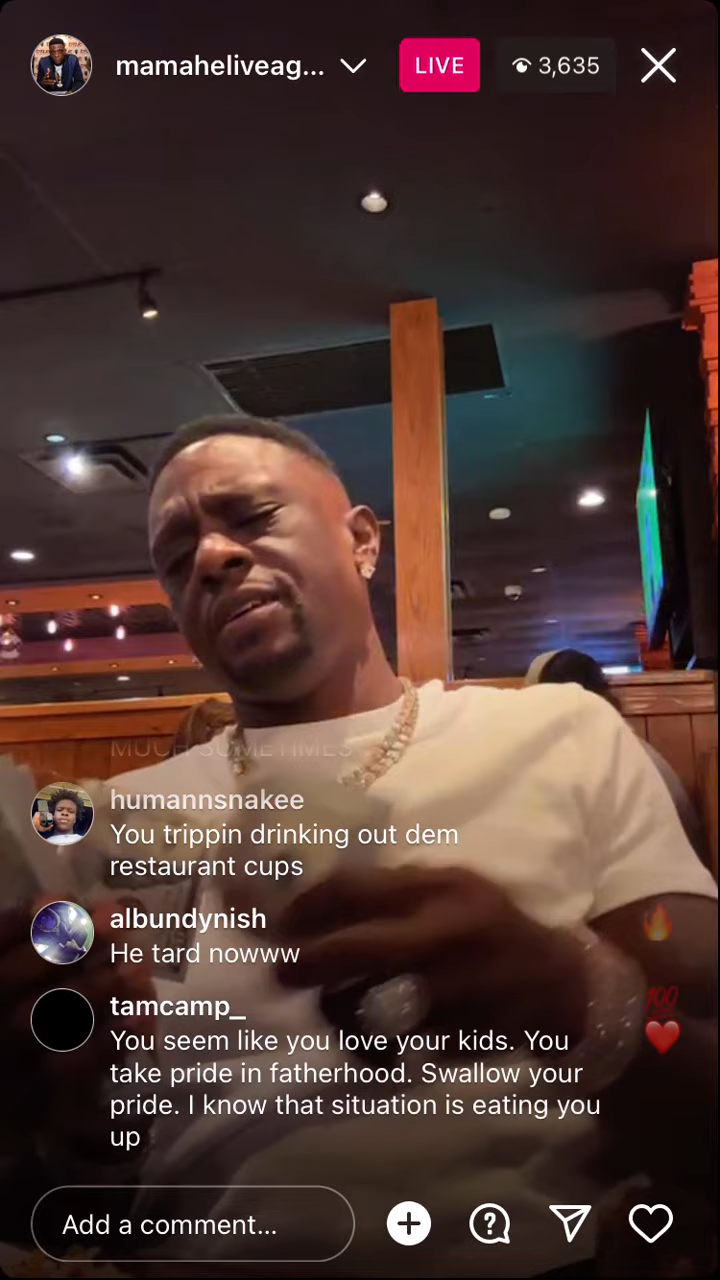 mamaheliveag...
LIVE
3,635
MUCH SOMETIMES
humannsnakee
You trippin drinking out dem
restaurant cups
albundynish
He tard nowww
tamcamp_
You seem like you love your kids. You
take pride in fatherhood. Swallow your
pride. I know that situation is eating you
up
💯
Add a comment...